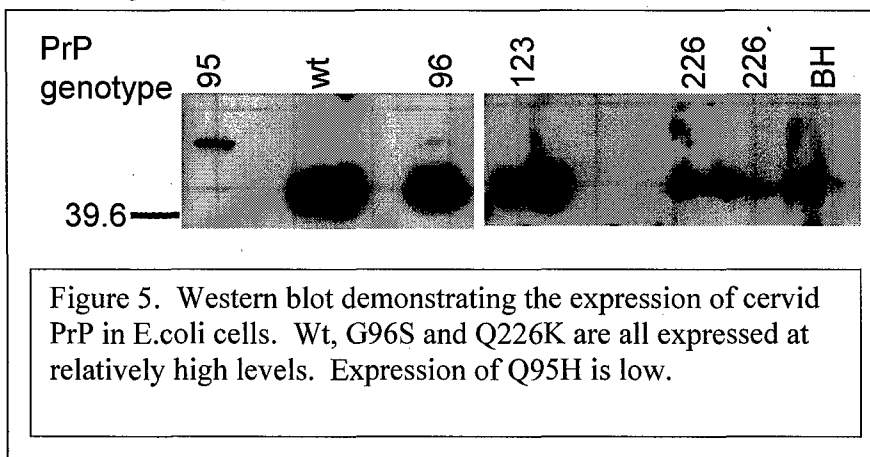 PrP
genotype
95 wt 96 123 226 226. BH
39.6
Figure 5. Western blot demonstrating the expression of cervid
PrP in E.coli cells. Wt, G96S and Q226K are all expressed at
relatively high levels. Expression of Q95H is low.